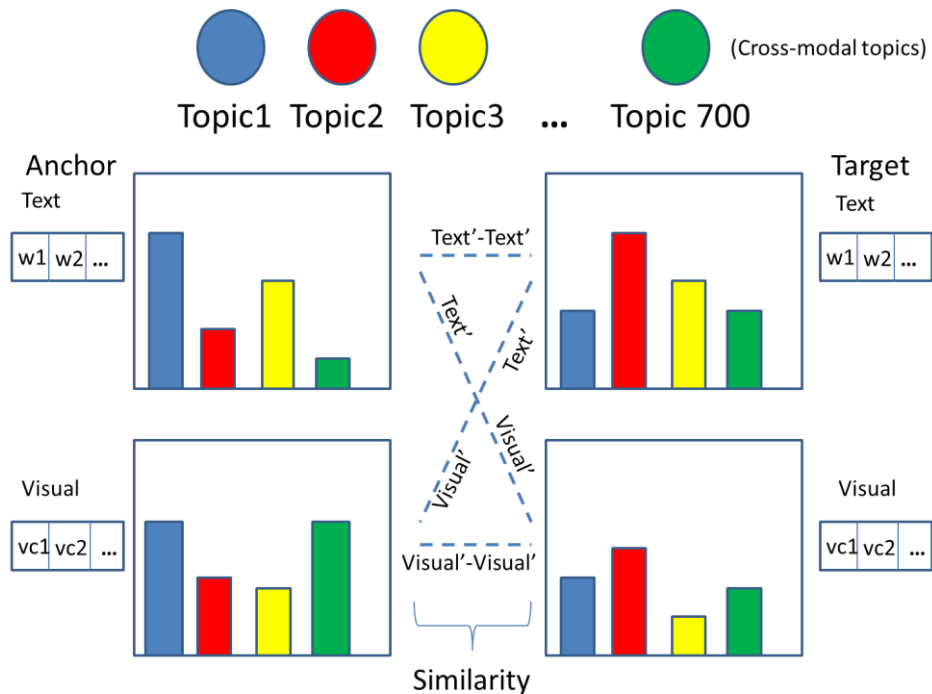 (Cross-modal topics)
Topic1 Topic2 Topic3 ... Topic 700
Anchor
Target
Text
Text
w1 w2 ...
w1 w2 ...
Text’-Text’
Text’
Text’
Visual’
Visual’
Visual
Visual
vc1 vc2 ...
vc1 vc2 ...
Visual’-Visual’
Similarity